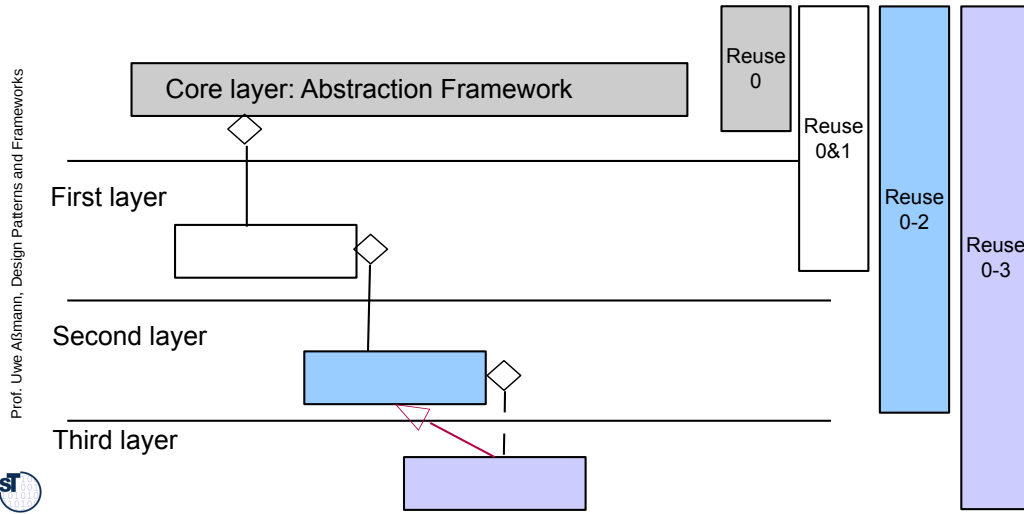 Prof. Uwe Aßmann, Design Patterns and Frameworks
Core layer: Abstraction Framework
First layer
Second layer
Third layer
Reuse
0
Reuse
0&1
Reuse
0-2
Reuse
0-3
ST